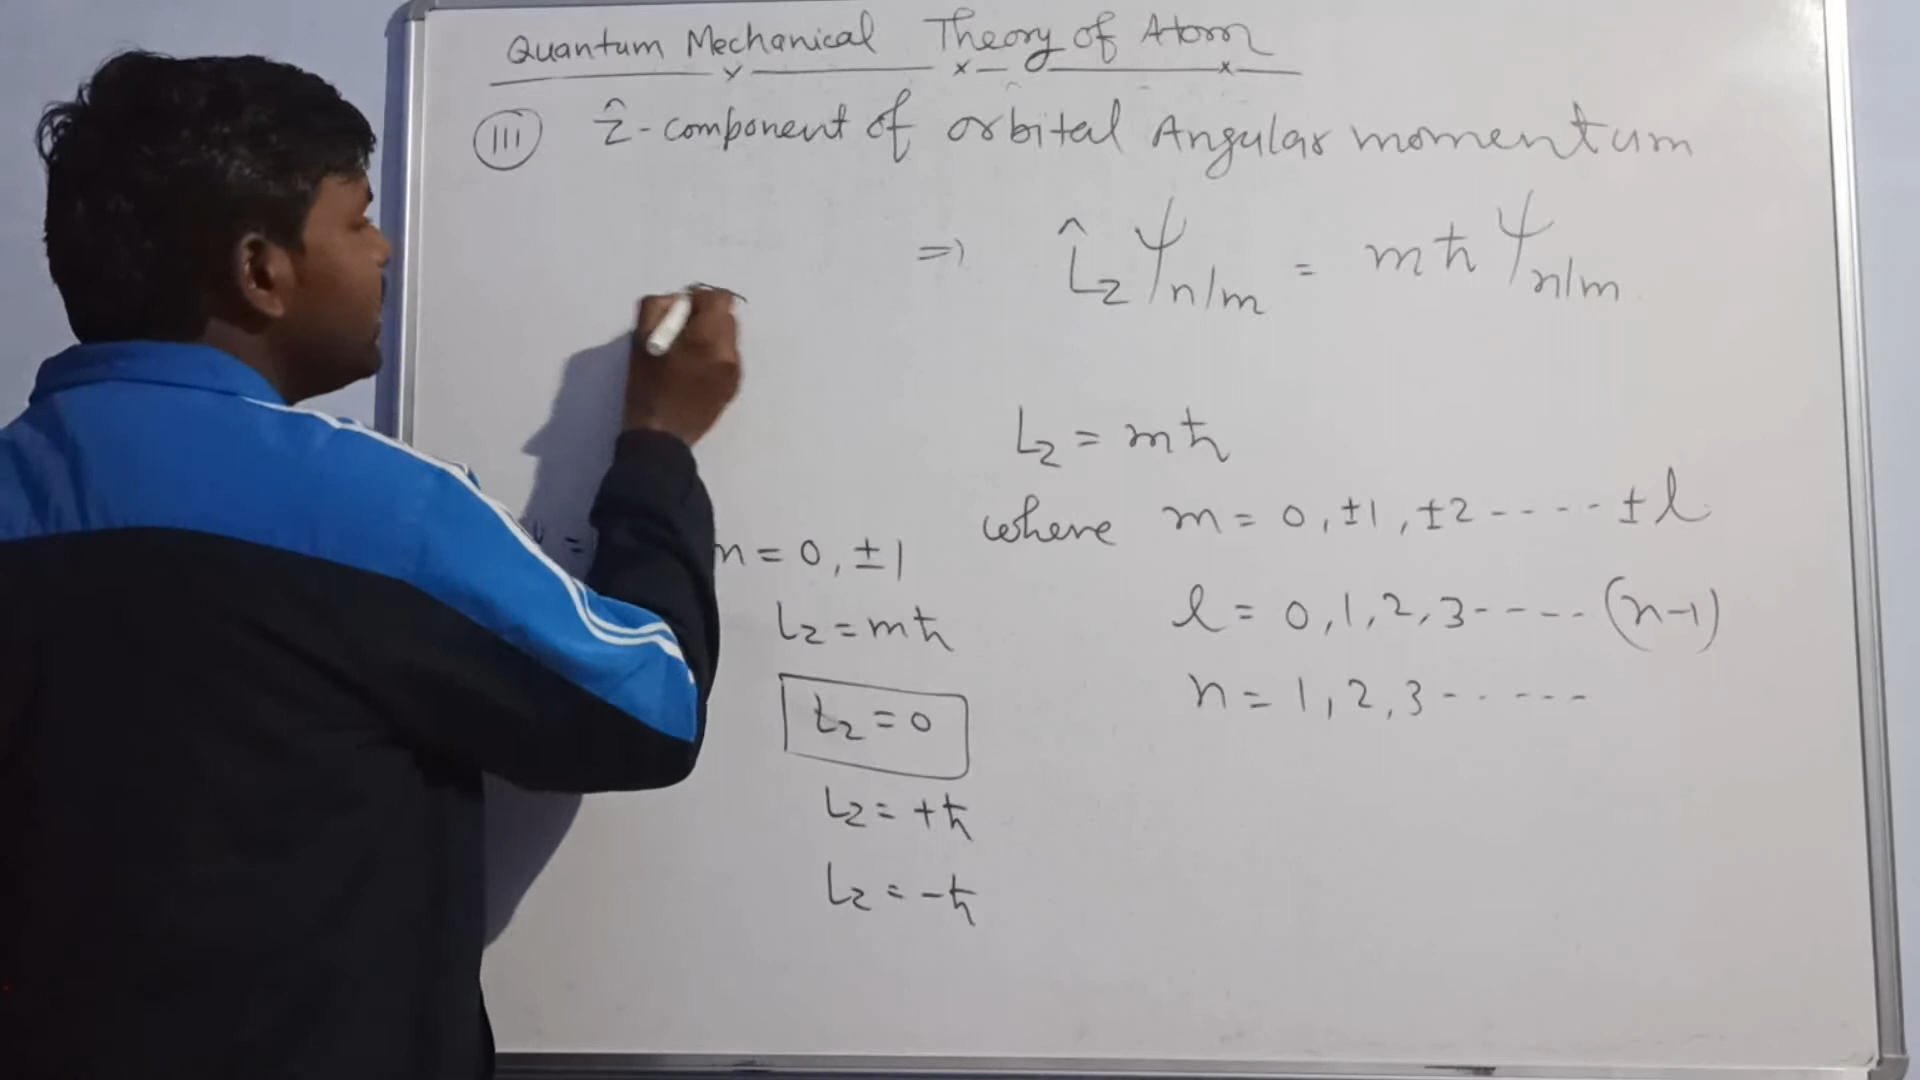 Quantum Mechanical Theory of Atom
III ẑ-component of orbital Angular momentum
⇒ L̂z ψnlm = mħ ψnlm
Lz = mħ
where m = 0, ±1, ±2 ----- ±l
l = 0, 1, 2, 3 ----- (n-1)
n = 1, 2, 3 ------
= 0, ±1
Lz = mħ
Lz = 0
Lz = +ħ
Lz = -ħ